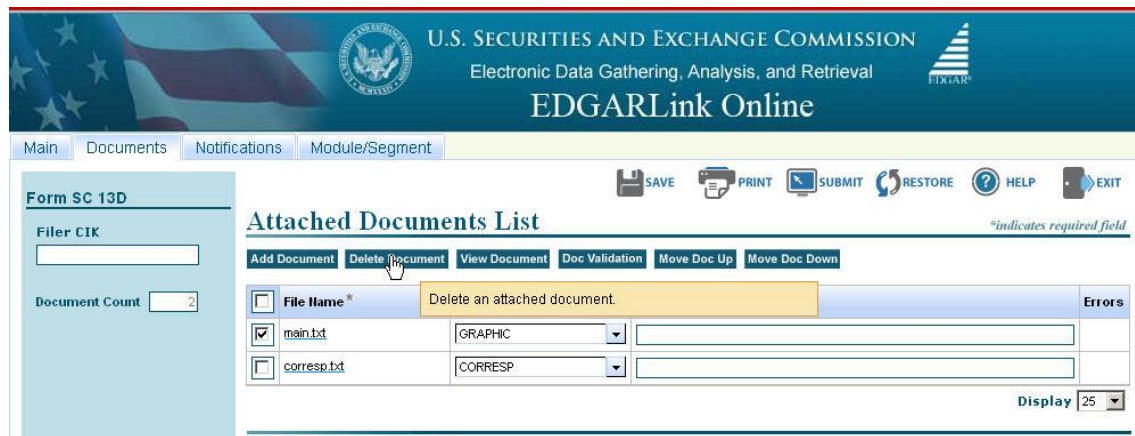 U.S. SECURITIES AND EXCHANGE COMMISSION
Electronic Data Gathering, Analysis, and Retrieval
EDGAR®
EDGARLink Online
Main Documents Notifications Module/Segment
SAVE PRINT SUBMIT RESTORE ? HELP EXIT
Form SC 13D
Attached Documents List
*indicates required field
Filer CIK
Add Document Delete Document View Document Doc Validation Move Doc Up Move Doc Down
Document Count 2
File Name* Delete an attached document. Errors
main.txt GRAPHIC
corresp.txt CORRESP
Display 25